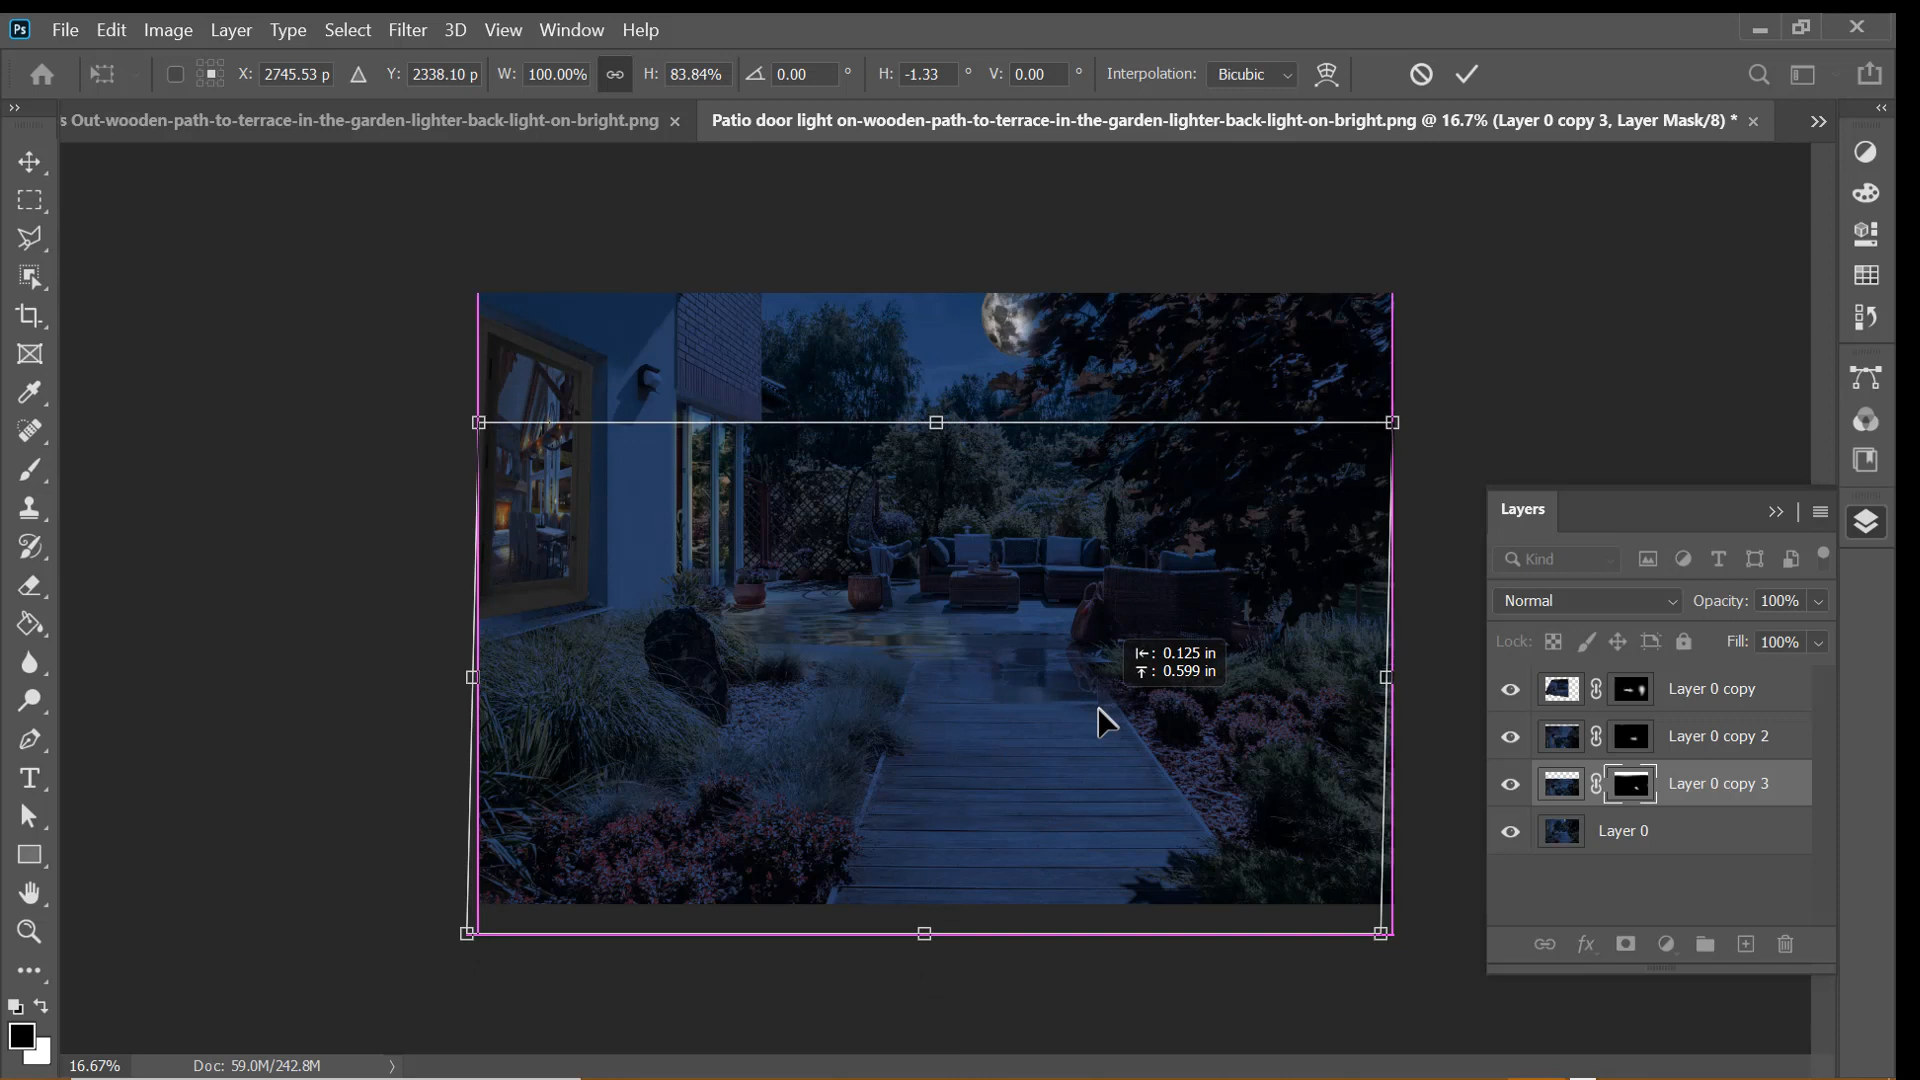 Ps File Edit Image Layer Type Select Filter 3D View Window Help
X: 2745.53 p Y: 2338.10 p W: 100.00% H: 83.84% 0.00 ° H: -1.33 ° V: 0.00 ° Interpolation: Bicubic
s Out-wooden-path-to-terrace-in-the-garden-lighter-back-light-on-bright.png × Patio door light on-wooden-path-to-terrace-in-the-garden-lighter-back-light-on-bright.png @ 16.7% (Layer 0 copy 3, Layer Mask/8) * ×
0.125 in
0.599 in
Layers
Kind
Normal Opacity: 100%
Lock: Fill: 100%
Layer 0 copy
Layer 0 copy 2
Layer 0 copy 3
Layer 0
fx
16.67% Doc: 59.0M/242.8M